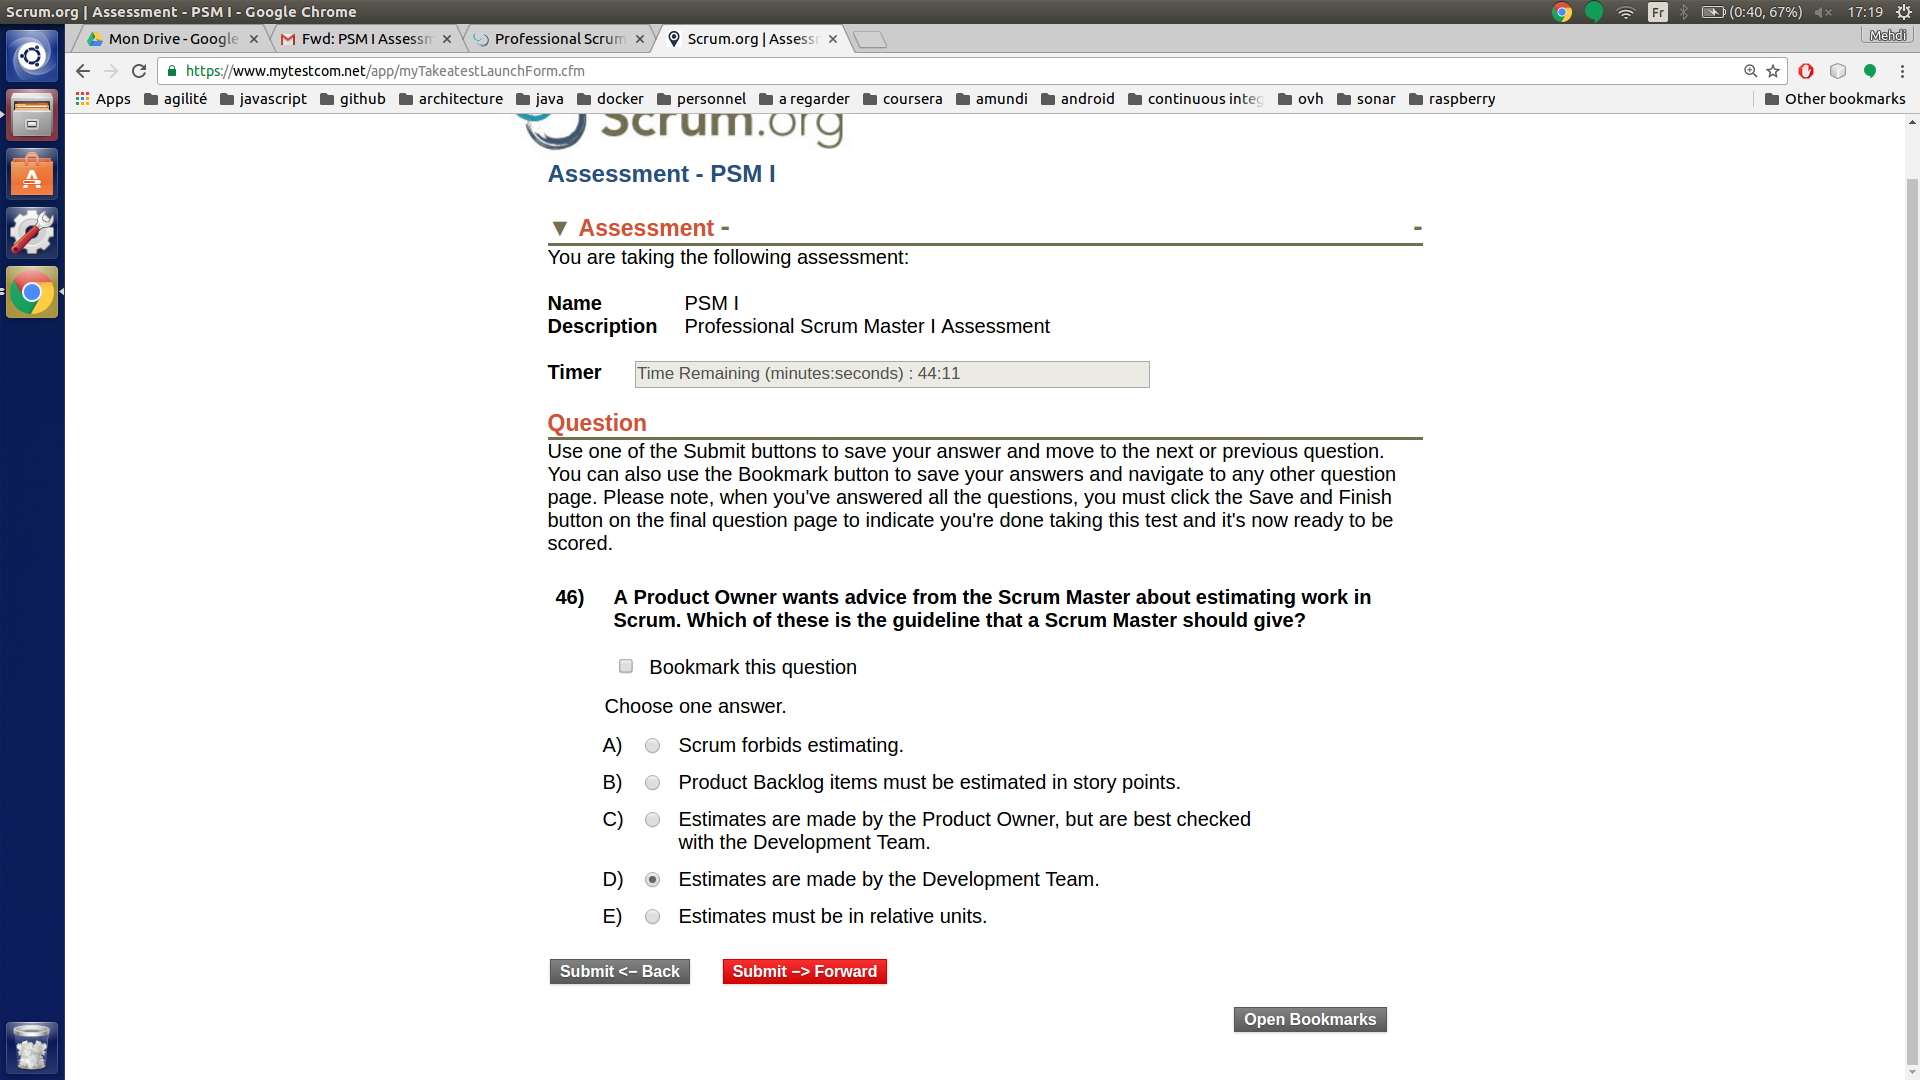 Scrum.org | Assessment - PSM I - Google Chrome
Fr
(0:40, 67%)
17:19
Mon Drive - Google
Fwd: PSM I Assessm
Professional Scrum
Scrum.org | Assess
Mehdi
https://www.mytestcom.net/app/myTakeatestLaunchForm.cfm
Apps agilité javascript github architecture java docker personnel a regarder coursera amundi android continuous integ ovh sonar raspberry Other bookmarks
Scrum.org
Assessment - PSM I
▼ Assessment - -
You are taking the following assessment:
Name PSM I
Description Professional Scrum Master I Assessment
Timer Time Remaining (minutes:seconds) : 44:11
Question
Use one of the Submit buttons to save your answer and move to the next or previous question.
You can also use the Bookmark button to save your answers and navigate to any other question
page. Please note, when you've answered all the questions, you must click the Save and Finish
button on the final question page to indicate you're done taking this test and it's now ready to be
scored.
46) A Product Owner wants advice from the Scrum Master about estimating work in
Scrum. Which of these is the guideline that a Scrum Master should give?
Bookmark this question
Choose one answer.
A) Scrum forbids estimating.
B) Product Backlog items must be estimated in story points.
C) Estimates are made by the Product Owner, but are best checked
with the Development Team.
D) Estimates are made by the Development Team.
E) Estimates must be in relative units.
Submit <− Back Submit −> Forward
Open Bookmarks